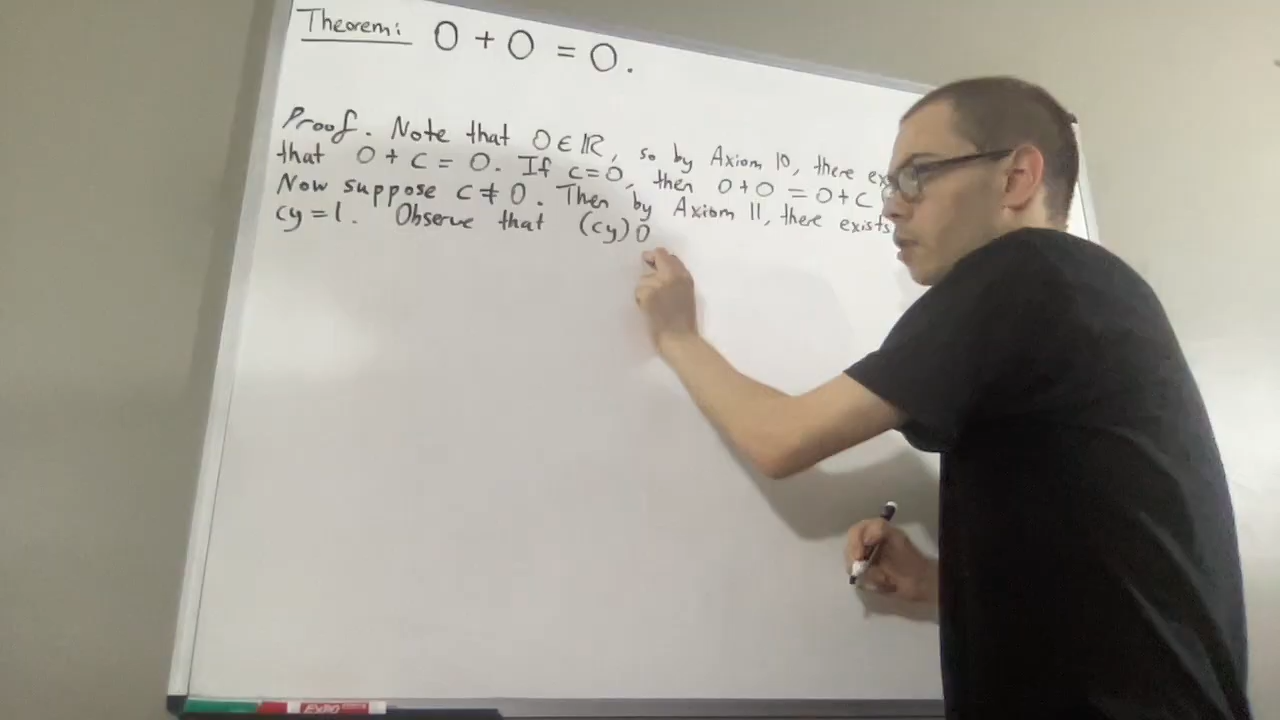 Theorem: 0 + 0 = 0.
Proof. Note that 0 ∈ ℝ, so by Axiom 10, there
that 0 + c = 0. If c = 0, then 0 + 0 = 0 + c
Now suppose c ≠ 0. Then by Axiom 11, there exists
cy = 1. Observe that (cy) 0
EXPO